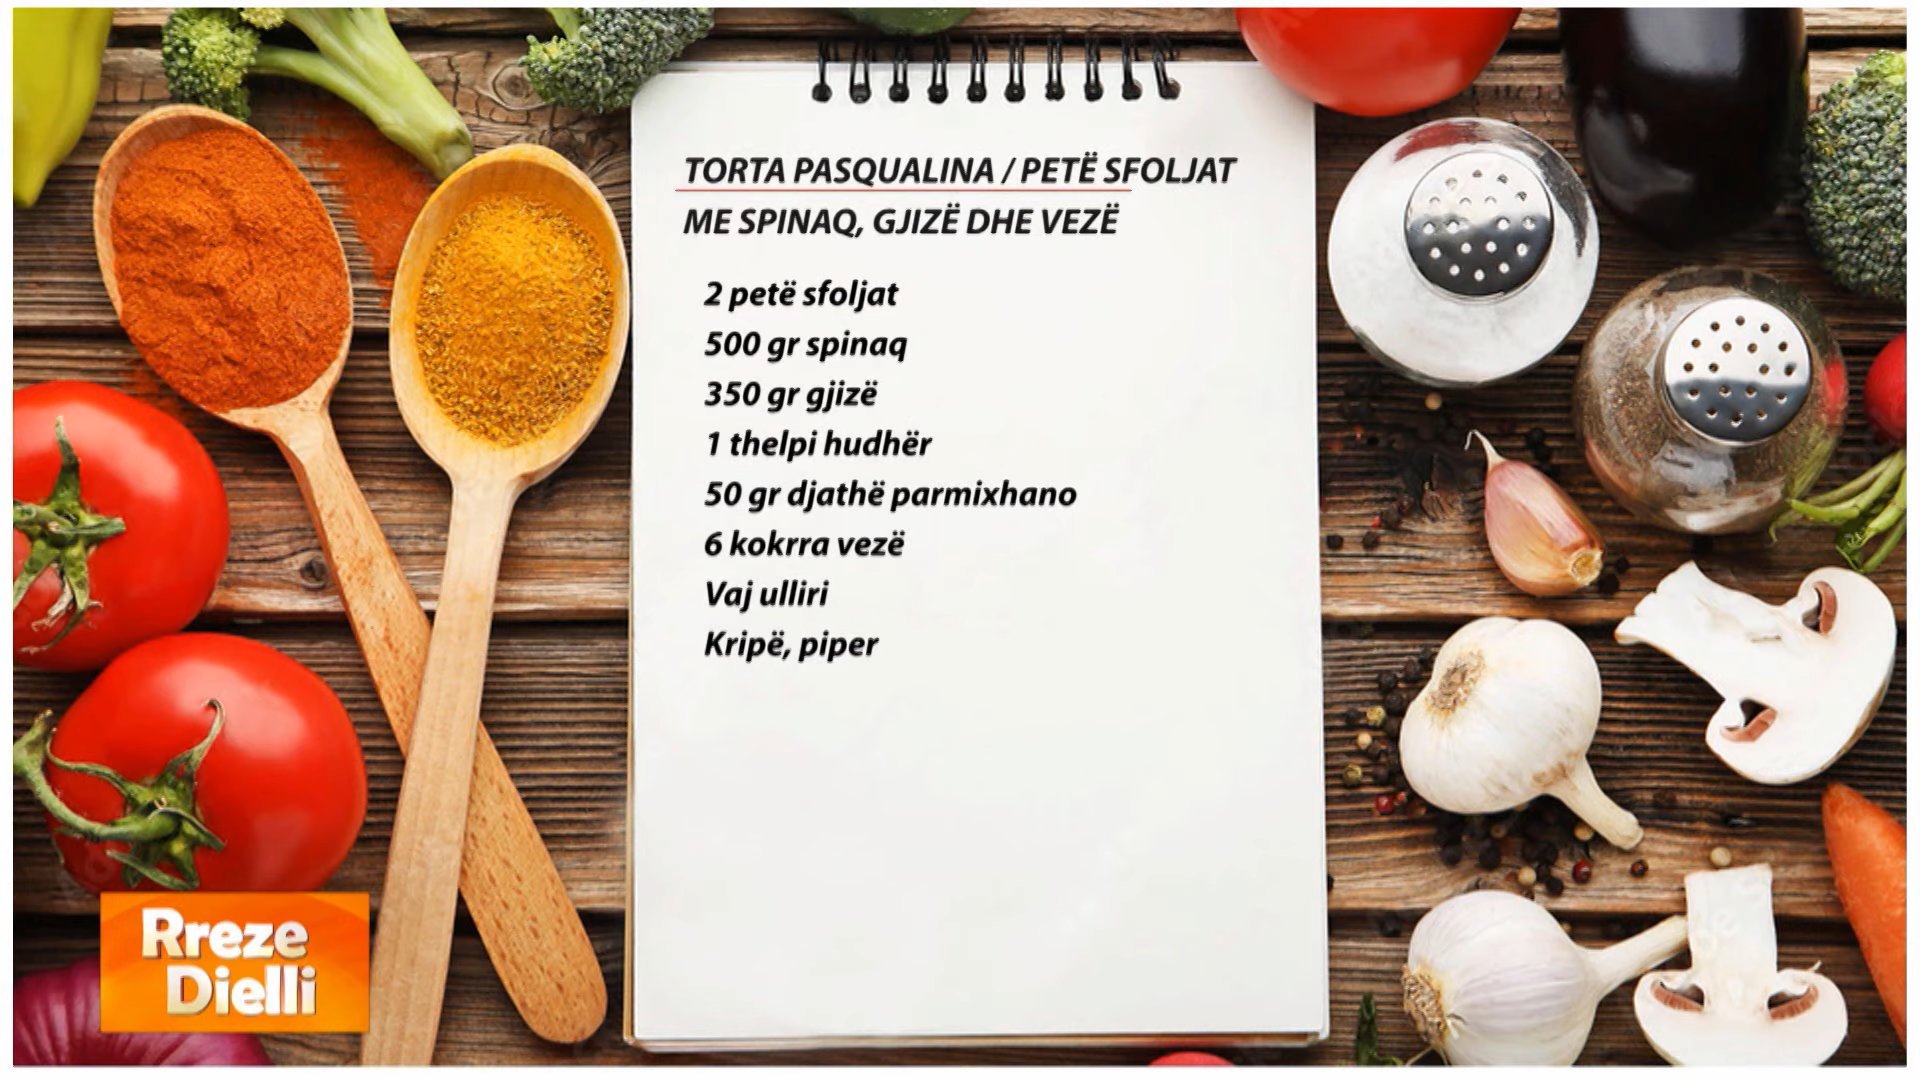 TORTA PASQUALINA / PETË SFOLJAT
ME SPINAQ, GJIZË DHE VEZË
2 petë sfoljat
500 gr spinaq
350 gr gjizë
1 thelpi hudhër
50 gr djathë parmixhano
6 kokrra vezë
Vaj ulliri
Kripë, piper
Rreze
Dielli